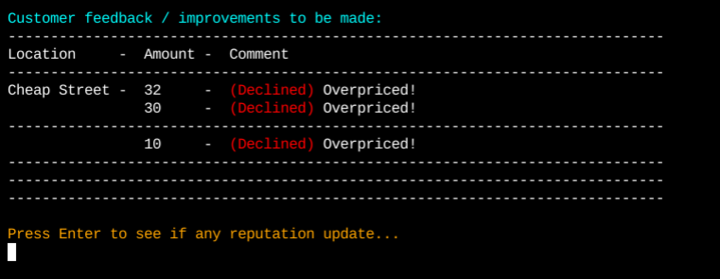 Customer feedback / improvements to be made:
-----------------------------------------------------------------------------
Location     -  Amount -  Comment
-----------------------------------------------------------------------------
Cheap Street -  32     -  (Declined) Overpriced!
                30     -  (Declined) Overpriced!
-----------------------------------------------------------------------------
                10     -  (Declined) Overpriced!
-----------------------------------------------------------------------------
-----------------------------------------------------------------------------
-----------------------------------------------------------------------------
Press Enter to see if any reputation update...